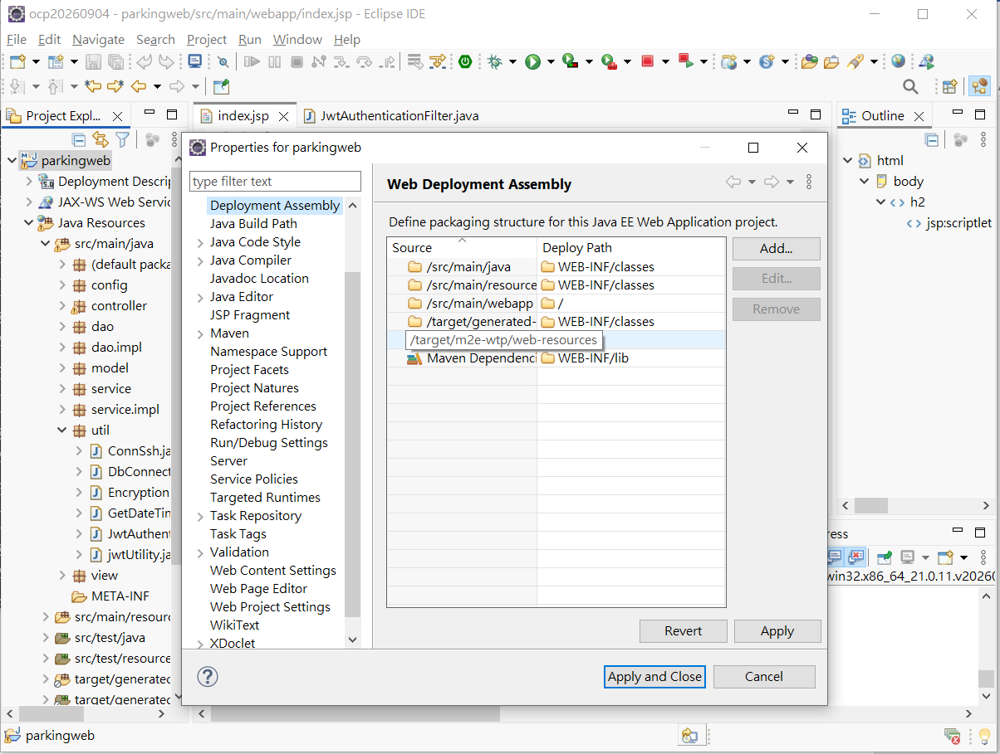 ocp20260904 - parkingweb/src/main/webapp/index.jsp - Eclipse IDE
File Edit Navigate Search Project Run Window Help
Project Expl...
index.jsp
JwtAuthenticationFilter.java
Outline
parkingweb
Deployment Descrip
JAX-WS Web Servic
Java Resources
src/main/java
(default packa
config
controller
dao
dao.impl
model
service
service.impl
util
ConnSsh.ja
DbConnect
Encryption
GetDateTin
JwtAuthent
jwtUtility.ja
view
META-INF
src/main/resourc
src/test/java
src/test/resource
target/generated
target/generated
Properties for parkingweb
type filter text
Deployment Assembly
Java Build Path
Java Code Style
Java Compiler
Javadoc Location
Java Editor
JSP Fragment
Maven
Namespace Support
Project Facets
Project Natures
Project References
Refactoring History
Run/Debug Settings
Server
Service Policies
Targeted Runtimes
Task Repository
Task Tags
Validation
Web Content Settings
Web Page Editor
Web Project Settings
WikiText
XDoclet
Web Deployment Assembly
Define packaging structure for this Java EE Web Application project.
Source Deploy Path
/src/main/java WEB-INF/classes
/src/main/resource WEB-INF/classes
/src/main/webapp /
/target/generated- WEB-INF/classes
/target/m2e-wtp/web-resources
Maven Dependenci WEB-INF/lib
Add...
Edit...
Remove
Revert
Apply
Apply and Close
Cancel
html
body
h2
jsp:scriptlet
ress
win32.x86_64_21.0.11.v20260
parkingweb